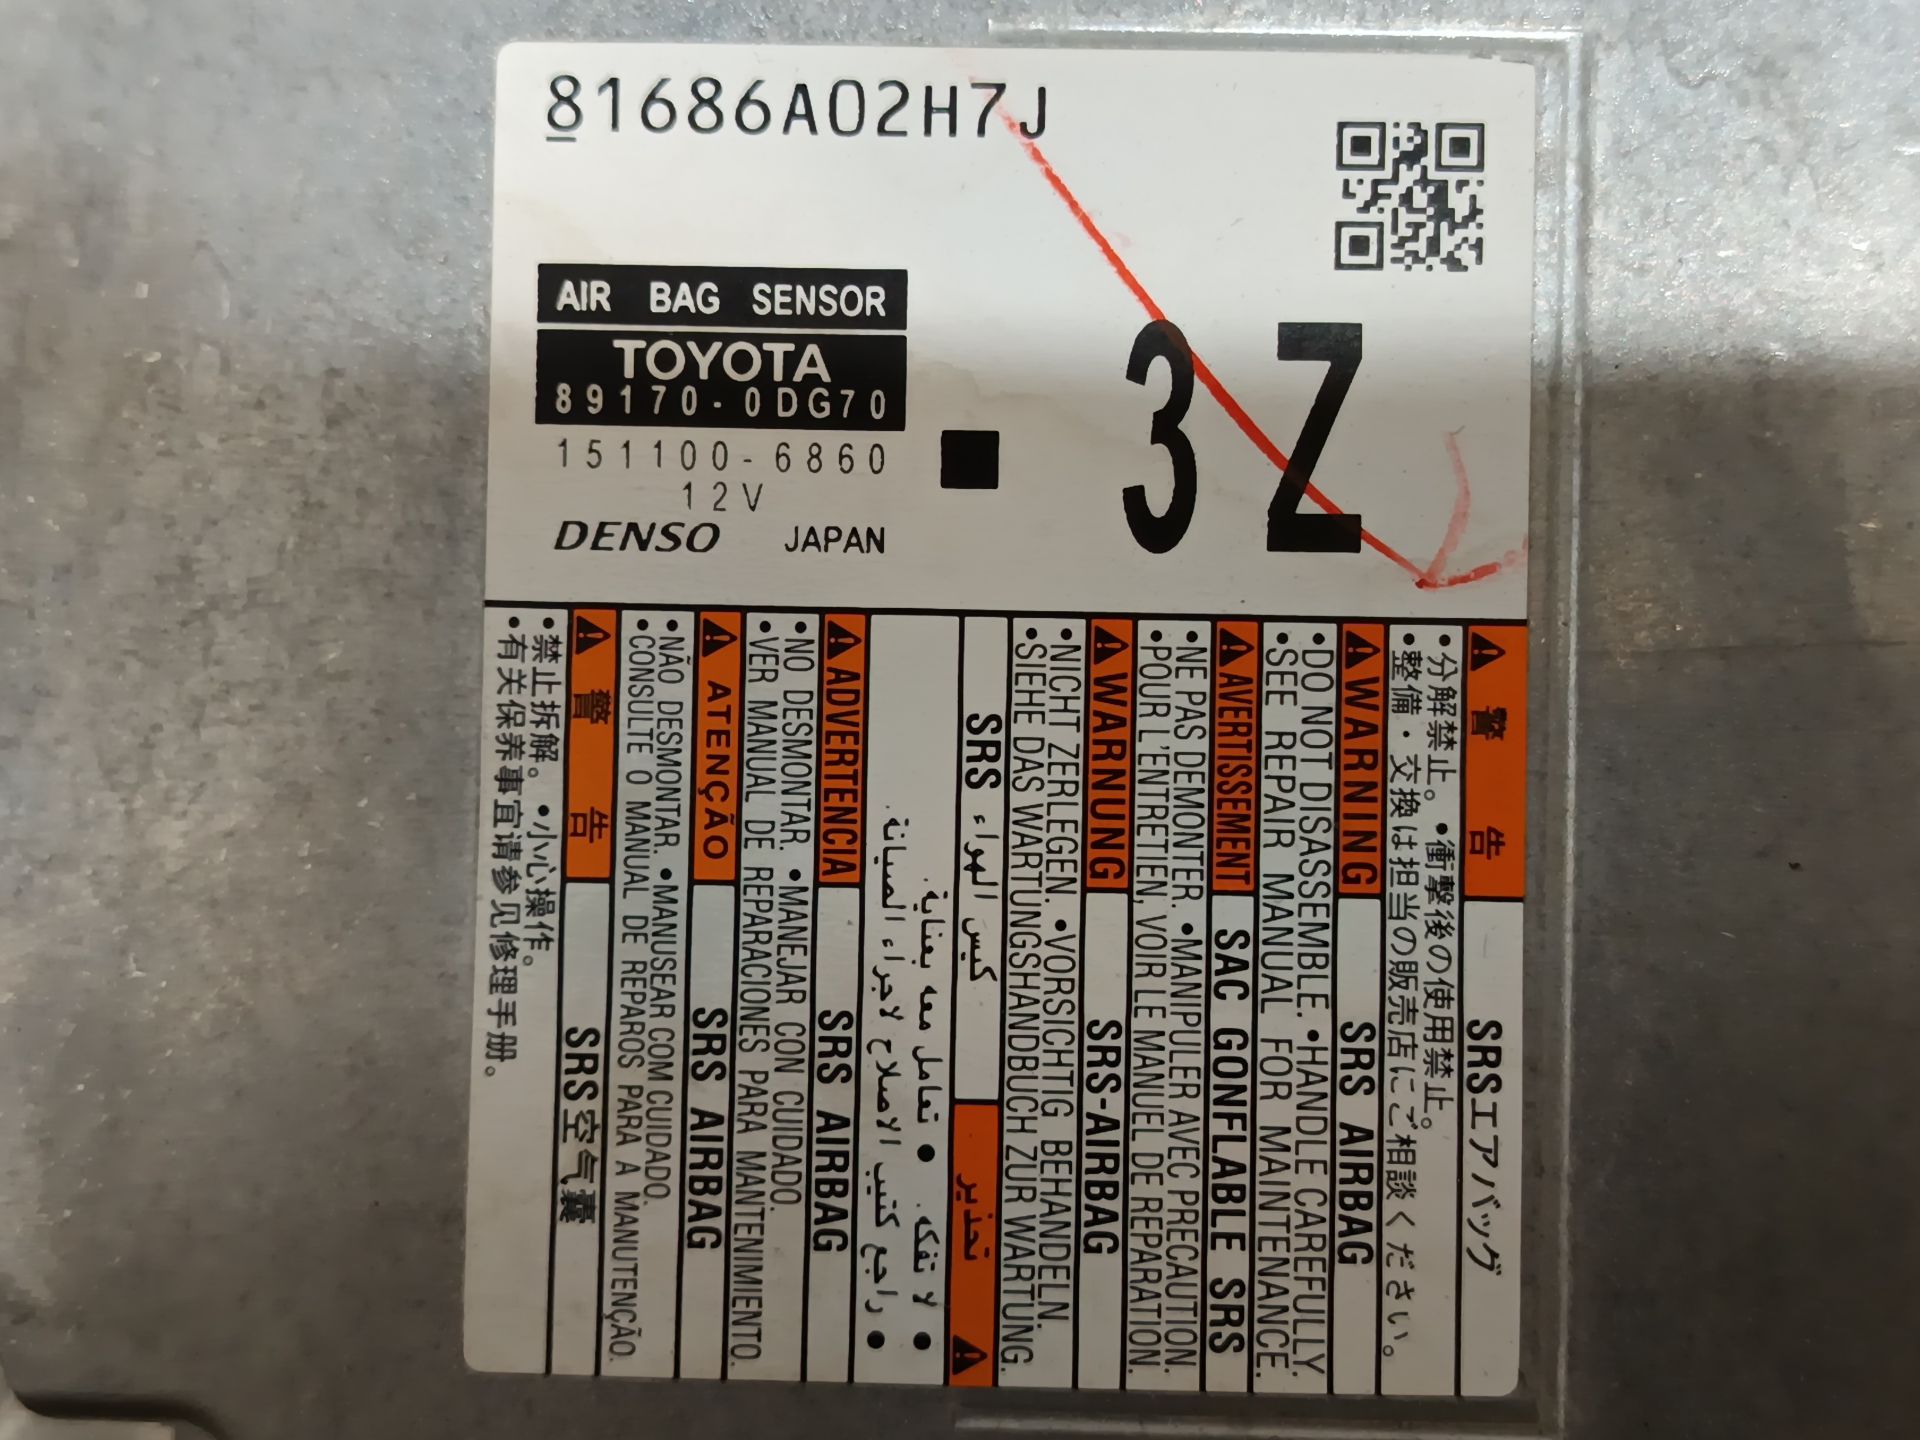 81686A02H7J
AIR BAG SENSOR
TOYOTA
89170-0DG70
151100-6860
12V
DENSO JAPAN
3Z
警告 SRSエアバッグ
•分解禁止。•衝撃後の使用禁止。
•整備・交換は担当の販売店にご相談ください。
WARNING SRS AIRBAG
•DO NOT DISASSEMBLE. •HANDLE CAREFULLY.
•SEE REPAIR MANUAL FOR MAINTENANCE.
AVERTISSEMENT SAC GONFLABLE SRS
•NE PAS DEMONTER. •MANIPULER AVEC PRECAUTION.
•POUR L'ENTRETIEN, VOIR LE MANUEL DE REPARATION.
WARNUNG SRS-AIRBAG
•NICHT ZERLEGEN. •VORSICHTIG BEHANDELN.
•SIEHE DAS WARTUNGSHANDBUCH ZUR WARTUNG.
تحذير كيس الهواء SRS
• لا تفكه. • تعامل معه بعناية.
• راجع كتيب الاصلاح لاجراء الصيانة.
ADVERTENCIA SRS AIRBAG
•NO DESMONTAR. •MANEJAR CON CUIDADO.
•VER MANUAL DE REPARACIONES PARA MANTENIMIENTO.
ATENÇÃO SRS AIRBAG
•NÃO DESMONTAR. •MANUSEAR COM CUIDADO.
•CONSULTE O MANUAL DE REPAROS PARA A MANUTENÇÃO.
警告 SRS空气囊
•禁止拆解。•小心操作。
•有关保养事宜请参见修理手册。